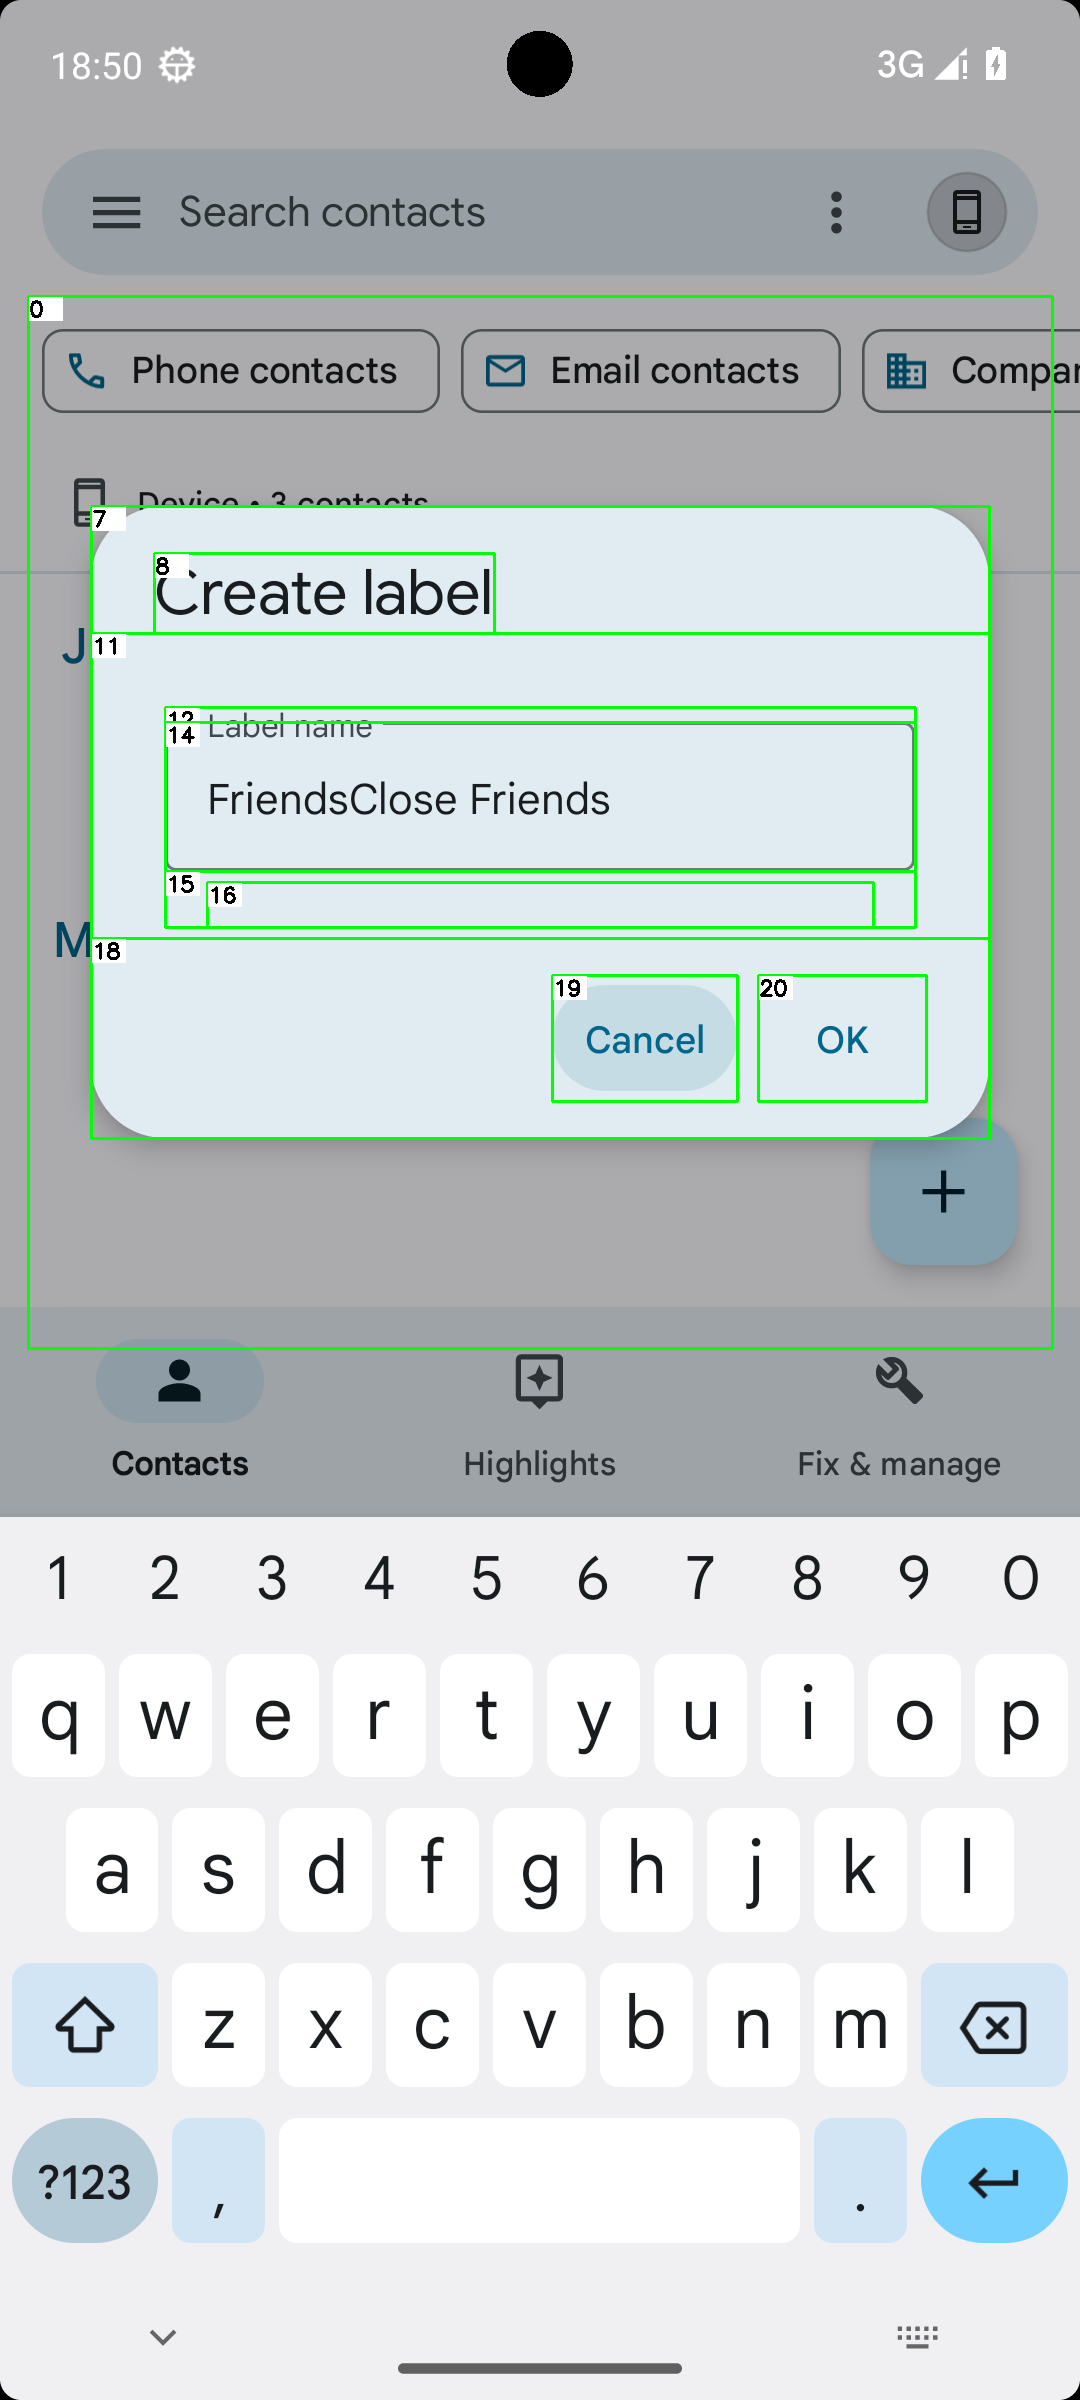 18:50
3G
Search contacts
0
Phone contacts
Email contacts
Compar
Device • 3 contacts
7
8
Create label
J
11
12
Label name
14
FriendsClose Friends
15
16
M
18
19
20
Cancel
OK
Contacts
Highlights
Fix & manage
1 2 3 4 5 6 7 8 9 0
q w e r t y u i o p
a s d f g h j k l
z x c v b n m
?123 , .